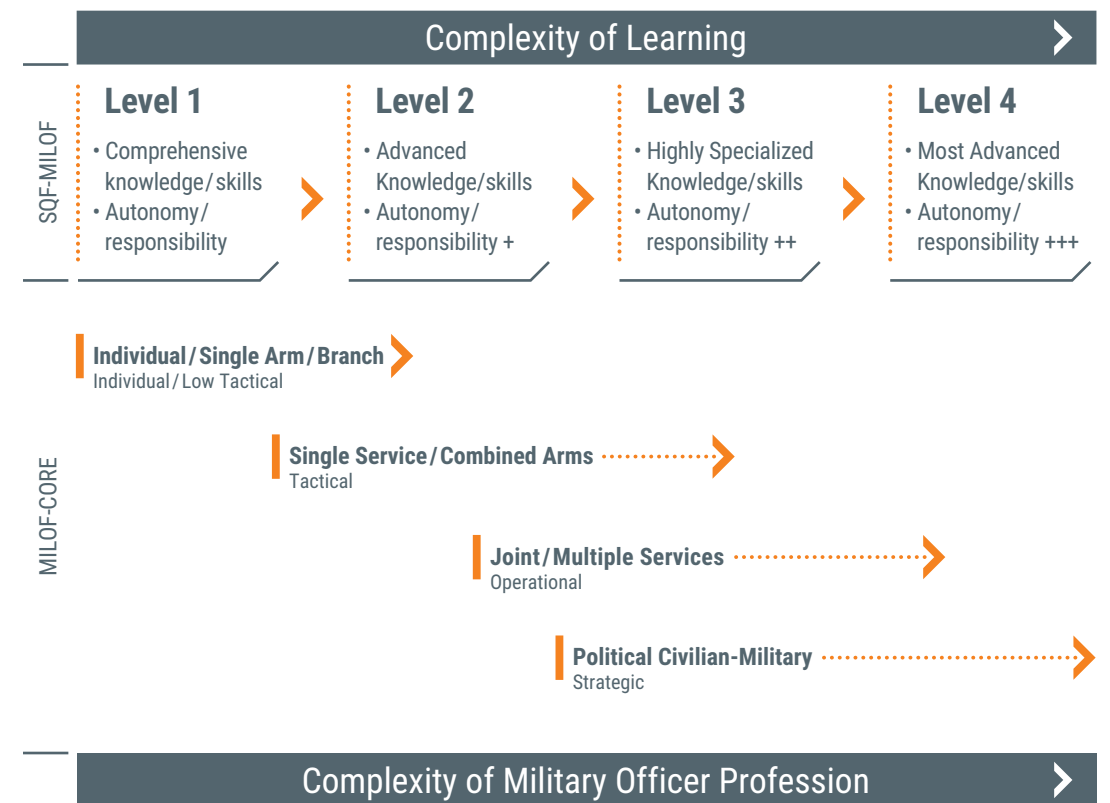 Complexity of Learning
SQF-MILOF
Level 1
• Comprehensive
knowledge/skills
• Autonomy/
responsibility
Level 2
• Advanced
Knowledge/skills
• Autonomy/
responsibility +
Level 3
• Highly Specialized
Knowledge/skills
• Autonomy/
responsibility ++
Level 4
• Most Advanced
Knowledge/skills
• Autonomy/
responsibility +++
MILOF-CORE
Individual/Single Arm/Branch
Individual/Low Tactical
Single Service/Combined Arms
Tactical
Joint/Multiple Services
Operational
Political Civilian-Military
Strategic
Complexity of Military Officer Profession